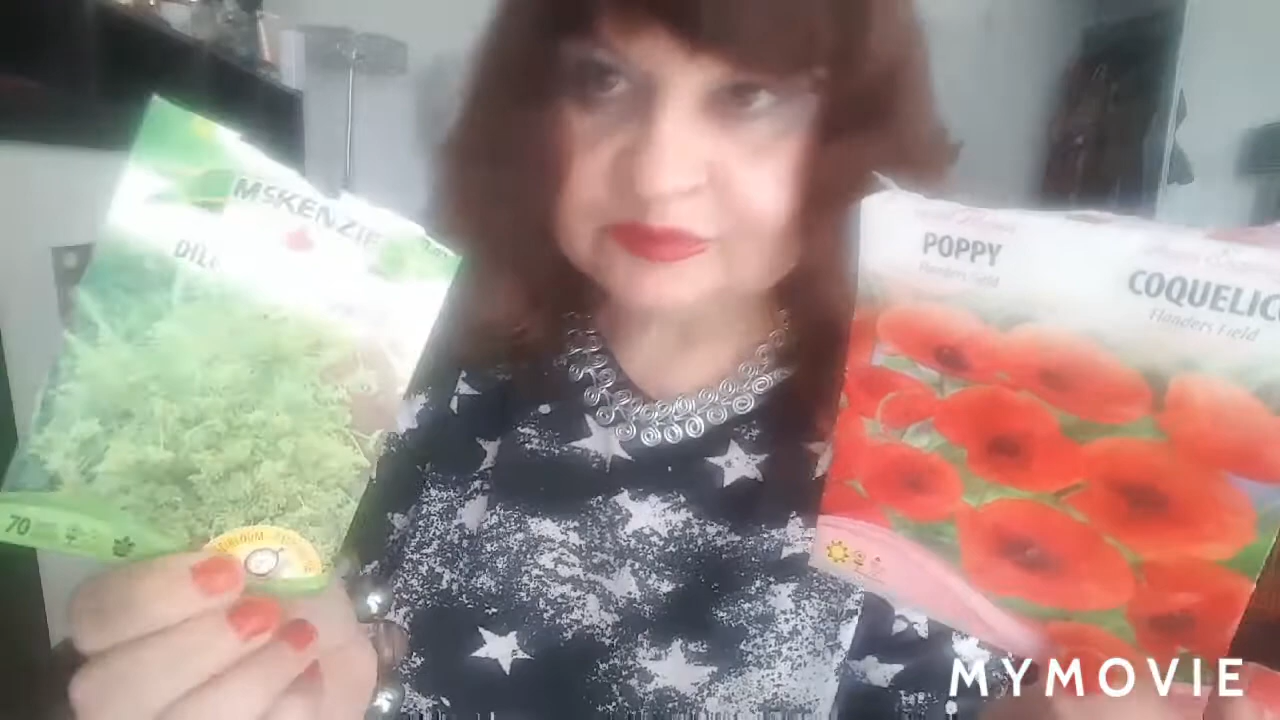 McKENZIE
DIL
70
POPPY
Flanders Field
COQUELIC
Flanders Field
MYMOVIE